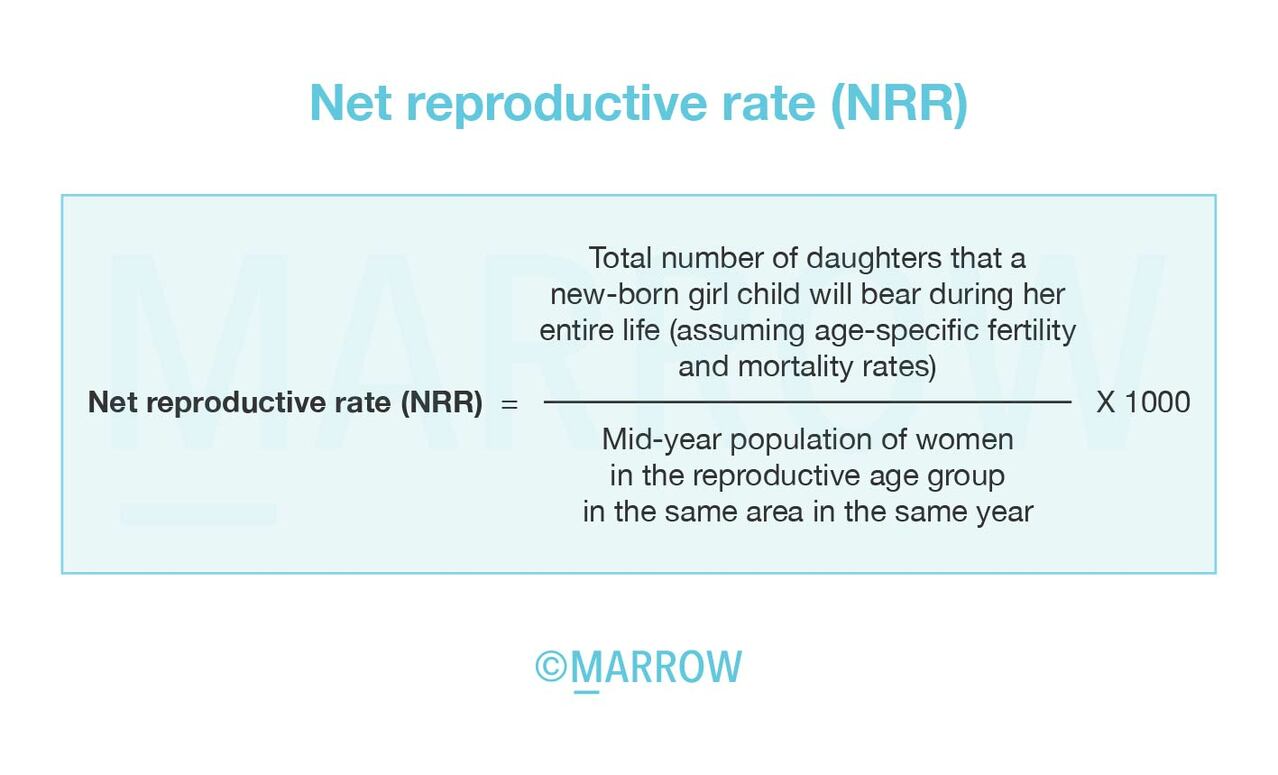 Net reproductive rate (NRR)
Total number of daughters that a
new-born girl child will bear during her
entire life (assuming age-specific fertility
and mortality rates)
Net reproductive rate (NRR) = X 1000
Mid-year population of women
in the reproductive age group
in the same area in the same year
MARROW
©MARROW